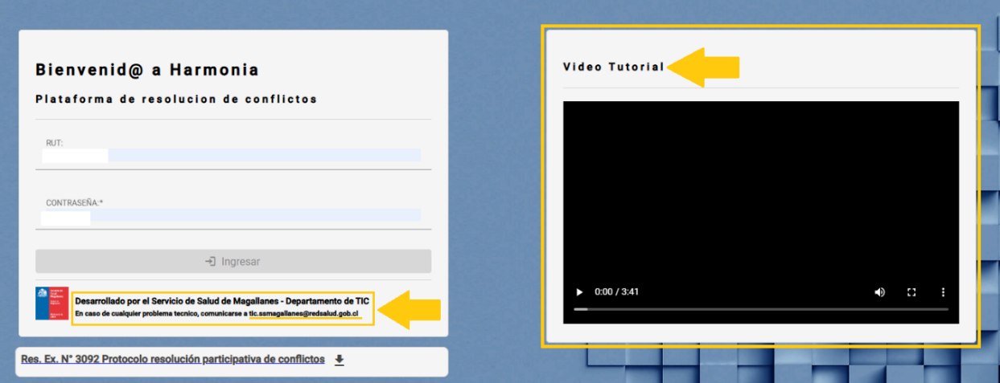 Bienvenid@ a Harmonia
Plataforma de resolucion de conflictos
RUT:
CONTRASEÑA:*
Ingresar
Desarrollado por el Servicio de Salud de Magallanes - Departamento de TIC
En caso de cualquier problema tecnico, comunicarse a tic.ssmagallanes@redsalud.gob.cl
Res. Ex. N° 3092 Protocolo resolución participativa de conflictos
Video Tutorial
0:00 / 3:41